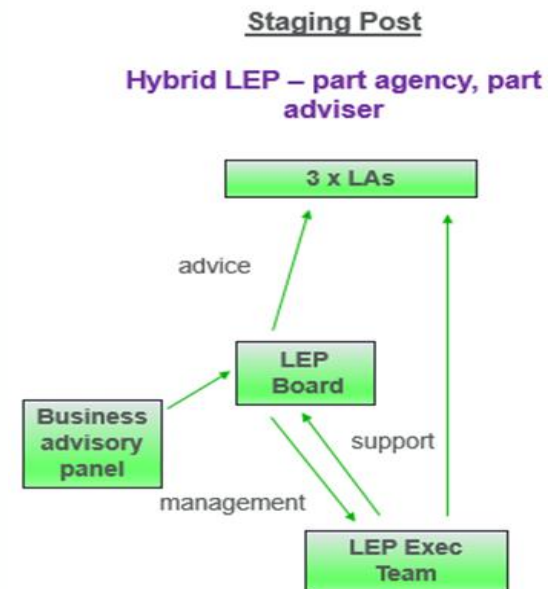 Staging Post
Hybrid LEP – part agency, part
adviser
3 x LAs
advice
LEP
Board
Business
advisory
panel
support
management
LEP Exec
Team